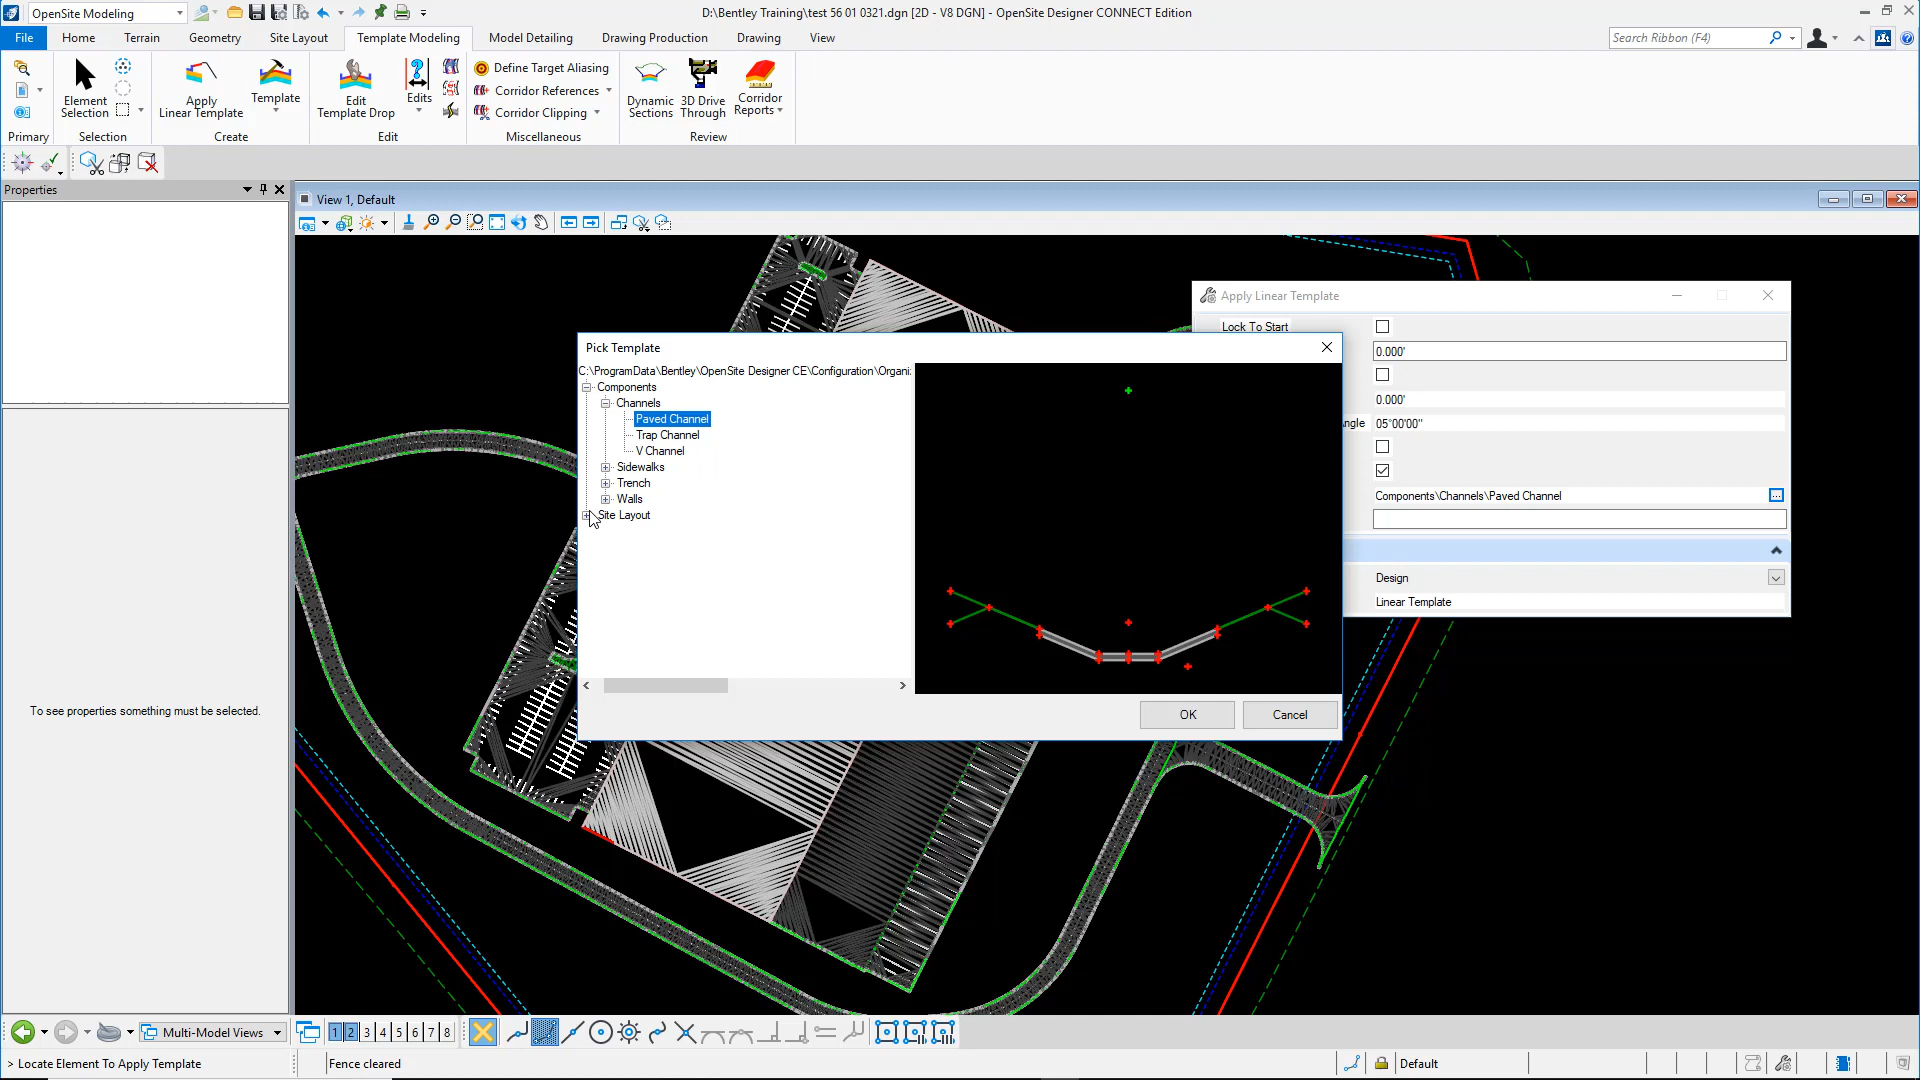 OpenSite Modeling
D:\Bentley Training\test 56 01 0321.dgn [2D - V8 DGN] - OpenSite Designer CONNECT Edition
File Home Terrain Geometry Site Layout Template Modeling Model Detailing Drawing Production Drawing View
Search Ribbon (F4)
Element Selection
Apply Linear Template
Template
Edit Template Drop
Edits
Define Target Aliasing
Corridor References
Corridor Clipping
Dynamic Sections
3D Drive Through
Corridor Reports
Primary Selection Create Edit Miscellaneous Review
Properties
View 1, Default
To see properties something must be selected.
Apply Linear Template
Lock To Start
0.000'
0.000'
05°00'00"
Components\Channels\Paved Channel
Design
Linear Template
Pick Template
C:\ProgramData\Bentley\OpenSite Designer CE\Configuration\Organi
Components
Channels
Paved Channel
Trap Channel
V Channel
Sidewalks
Trench
Walls
Site Layout
OK
Cancel
Multi-Model Views
1 2 3 4 5 6 7 8
> Locate Element To Apply Template
Fence cleared
Default